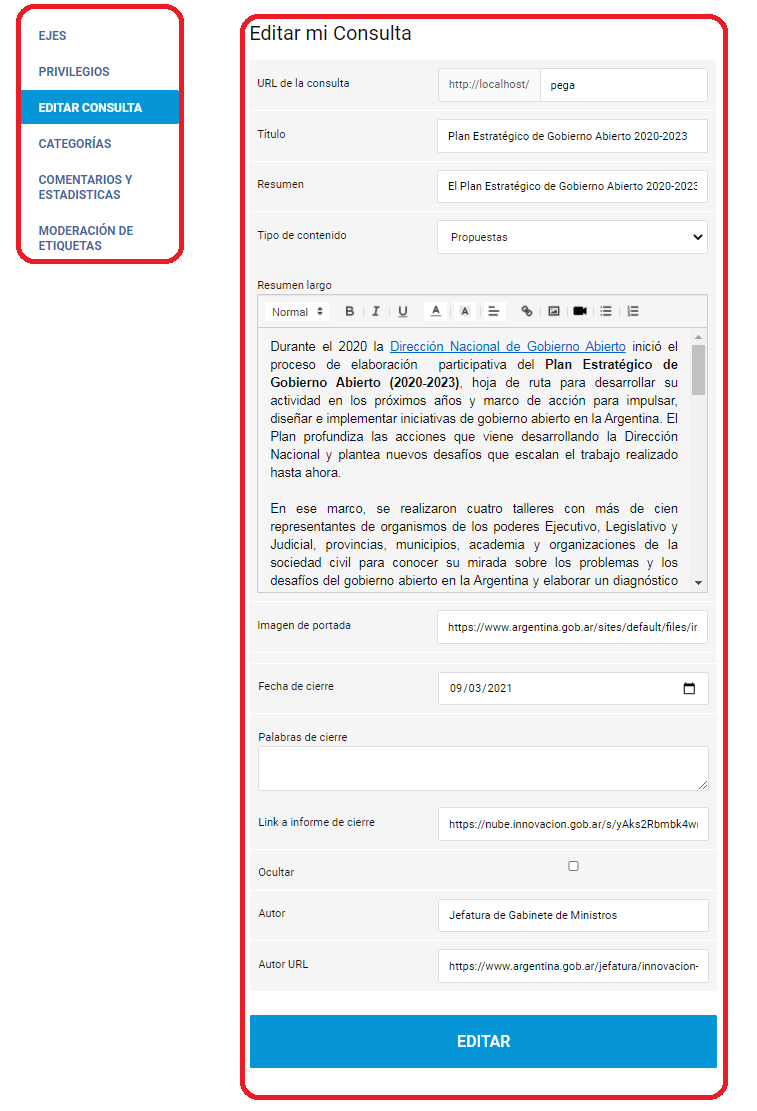 EJES
PRIVILEGIOS
EDITAR CONSULTA
CATEGORÍAS
COMENTARIOS Y
ESTADISTICAS
MODERACIÓN DE
ETIQUETAS
Editar mi Consulta
URL de la consulta http://localhost/ pega
Título Plan Estratégico de Gobierno Abierto 2020-2023
Resumen El Plan Estratégico de Gobierno Abierto 2020-2023
Tipo de contenido Propuestas
Resumen largo
Normal B I U A A
Durante el 2020 la Dirección Nacional de Gobierno Abierto inició el
proceso de elaboración participativa del Plan Estratégico de
Gobierno Abierto (2020-2023), hoja de ruta para desarrollar su
actividad en los próximos años y marco de acción para impulsar,
diseñar e implementar iniciativas de gobierno abierto en la Argentina. El
Plan profundiza las acciones que viene desarrollando la Dirección
Nacional y plantea nuevos desafíos que escalan el trabajo realizado
hasta ahora.
En ese marco, se realizaron cuatro talleres con más de cien
representantes de organismos de los poderes Ejecutivo, Legislativo y
Judicial, provincias, municipios, academia y organizaciones de la
sociedad civil para conocer su mirada sobre los problemas y los
desafíos del gobierno abierto en la Argentina y elaborar un diagnóstico
Imagen de portada https://www.argentina.gob.ar/sites/default/files/ir
Fecha de cierre 09/03/2021
Palabras de cierre
Link a informe de cierre https://nube.innovacion.gob.ar/s/yAks2Rbmbk4w
Ocultar
Autor Jefatura de Gabinete de Ministros
Autor URL https://www.argentina.gob.ar/jefatura/innovacion-
EDITAR